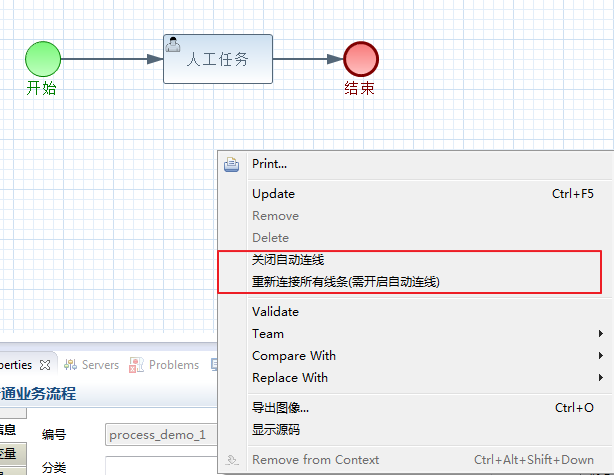 人工任务
开始
结束
Print...
Update Ctrl+F5
Remove
Delete
关闭自动连线
重新连接所有线条(需开启自动连线)
Validate
Team
Compare With
Replace With
导出图像... Ctrl+O
显示源码
Remove from Context Ctrl+Alt+Shift+Down
perties Servers Problems
通业务流程
信息
变量
编号 process_demo_1
分类